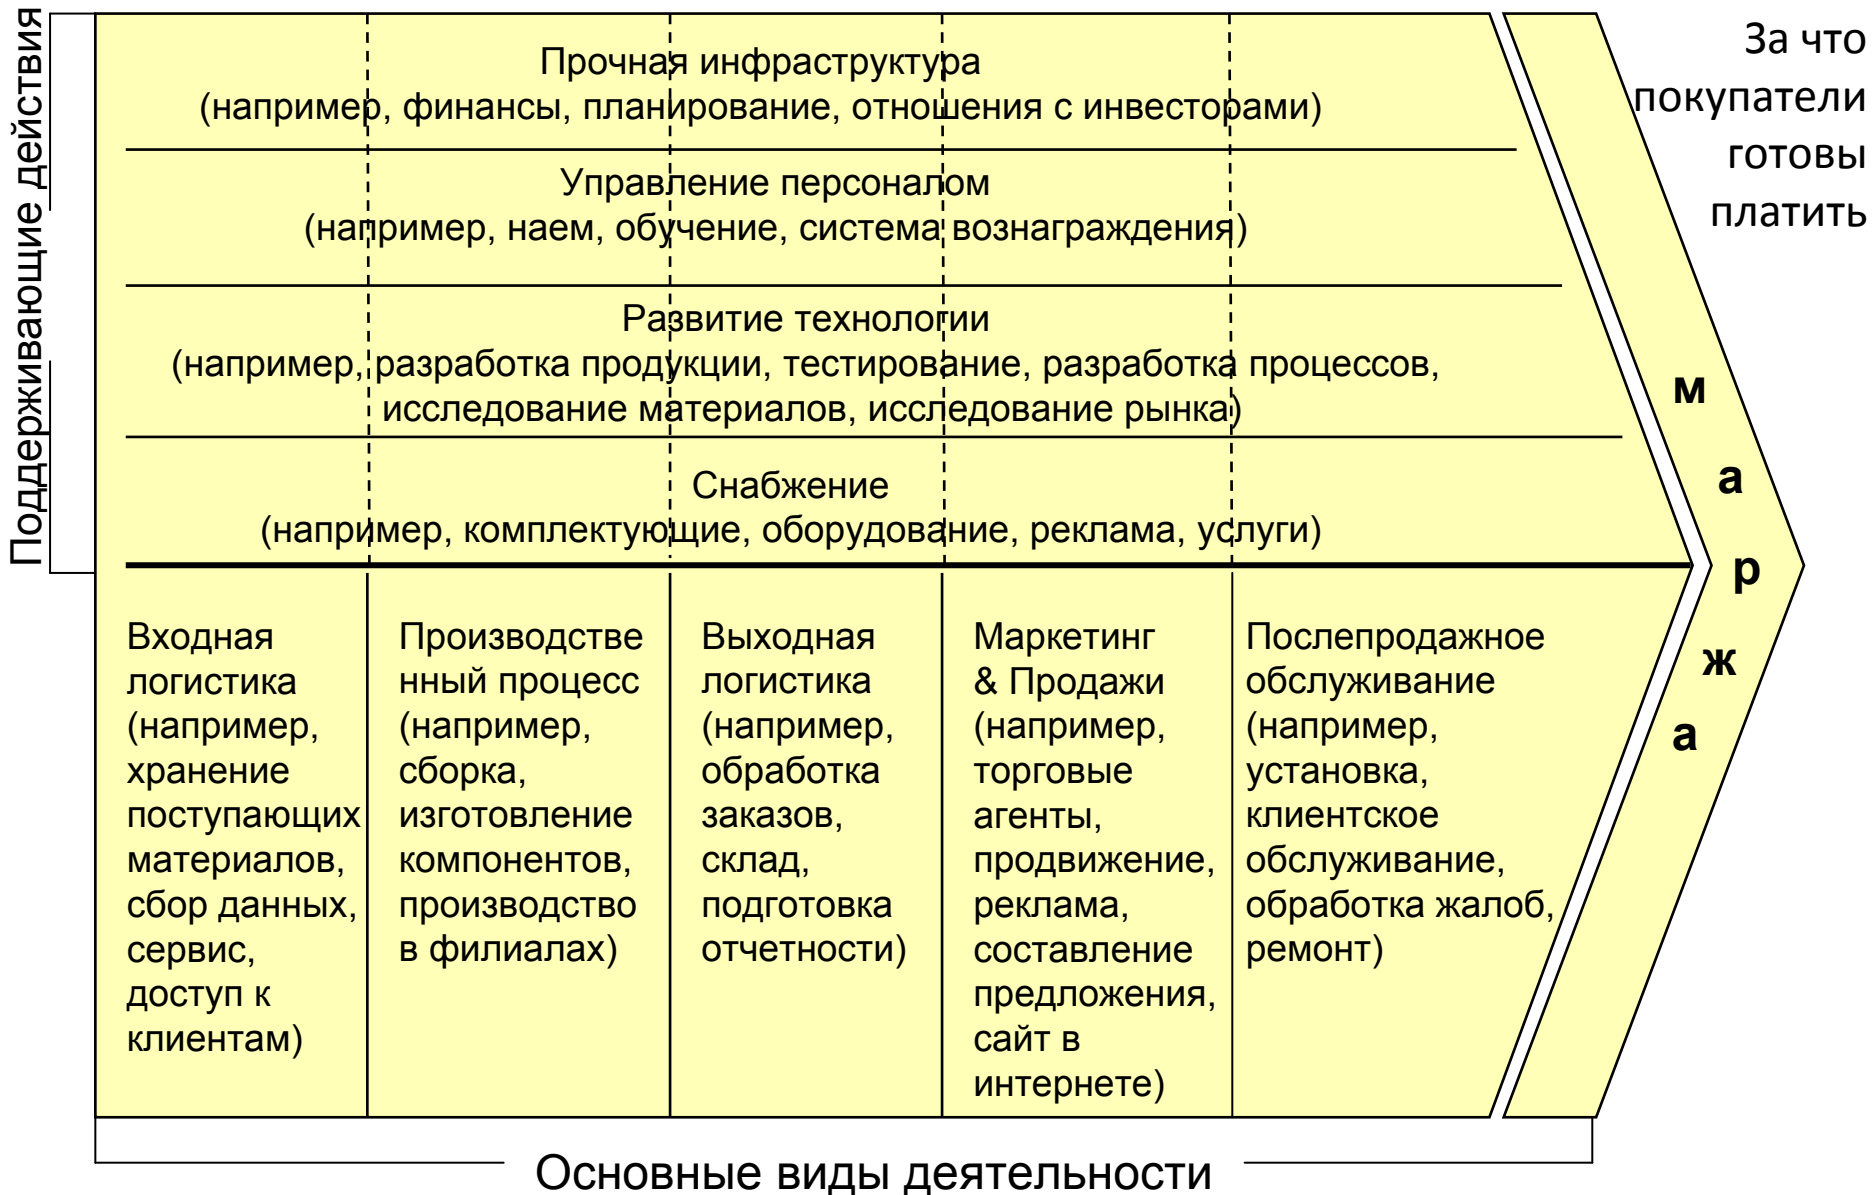 Поддерживающие действия
Прочная инфраструктура
(например, финансы, планирование, отношения с инвесторами)
Управление персоналом
(например, наем, обучение, система вознаграждения)
Развитие технологии
(например, разработка продукции, тестирование, разработка процессов,
исследование материалов, исследование рынка)
Снабжение
(например, комплектующие, оборудование, реклама, услуги)
За что
покупатели
готовы
платить
м
а
р
ж
а
Входная
логистика
(например,
хранение
поступающих
материалов,
сбор данных,
сервис,
доступ к
клиентам)
Производстве
нный процесс
(например,
сборка,
изготовление
компонентов,
производство
в филиалах)
Выходная
логистика
(например,
обработка
заказов,
склад,
подготовка
отчетности)
Маркетинг
& Продажи
(например,
торговые
агенты,
продвижение,
реклама,
составление
предложения,
сайт в
интернете)
Послепродажное
обслуживание
(например,
установка,
клиентское
обслуживание,
обработка жалоб,
ремонт)
Основные виды деятельности